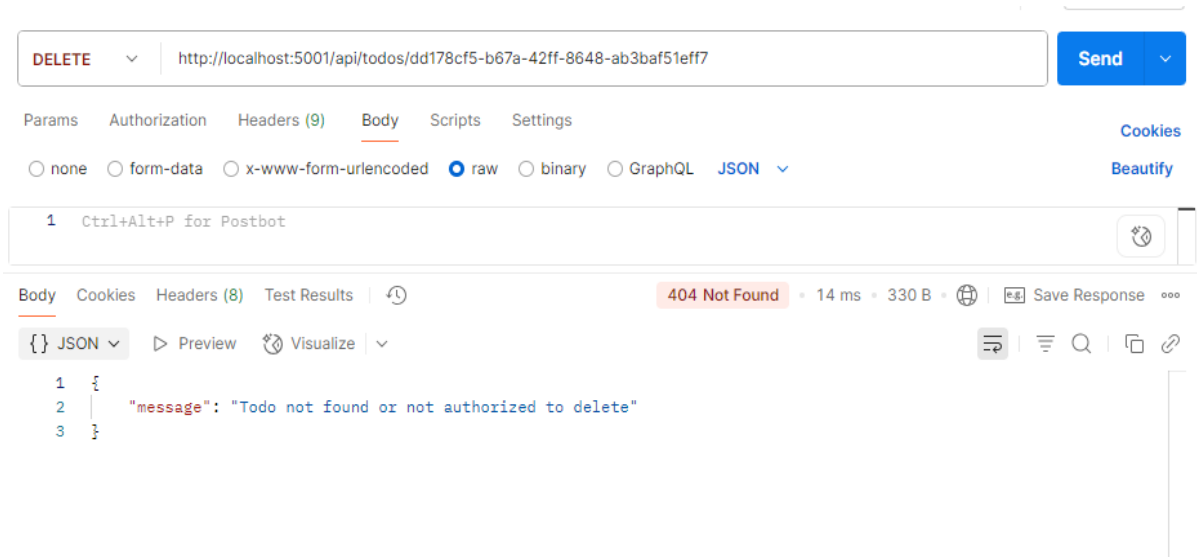 DELETE http://localhost:5001/api/todos/dd178cf5-b67a-42ff-8648-ab3baf51eff7 Send
Params Authorization Headers (9) Body Scripts Settings Cookies
none form-data x-www-form-urlencoded raw binary GraphQL JSON Beautify
1 Ctrl+Alt+P for Postbot
Body Cookies Headers (8) Test Results 404 Not Found 14 ms 330 B e.g. Save Response
{} JSON Preview Visualize
1 {
2 "message": "Todo not found or not authorized to delete"
3 }